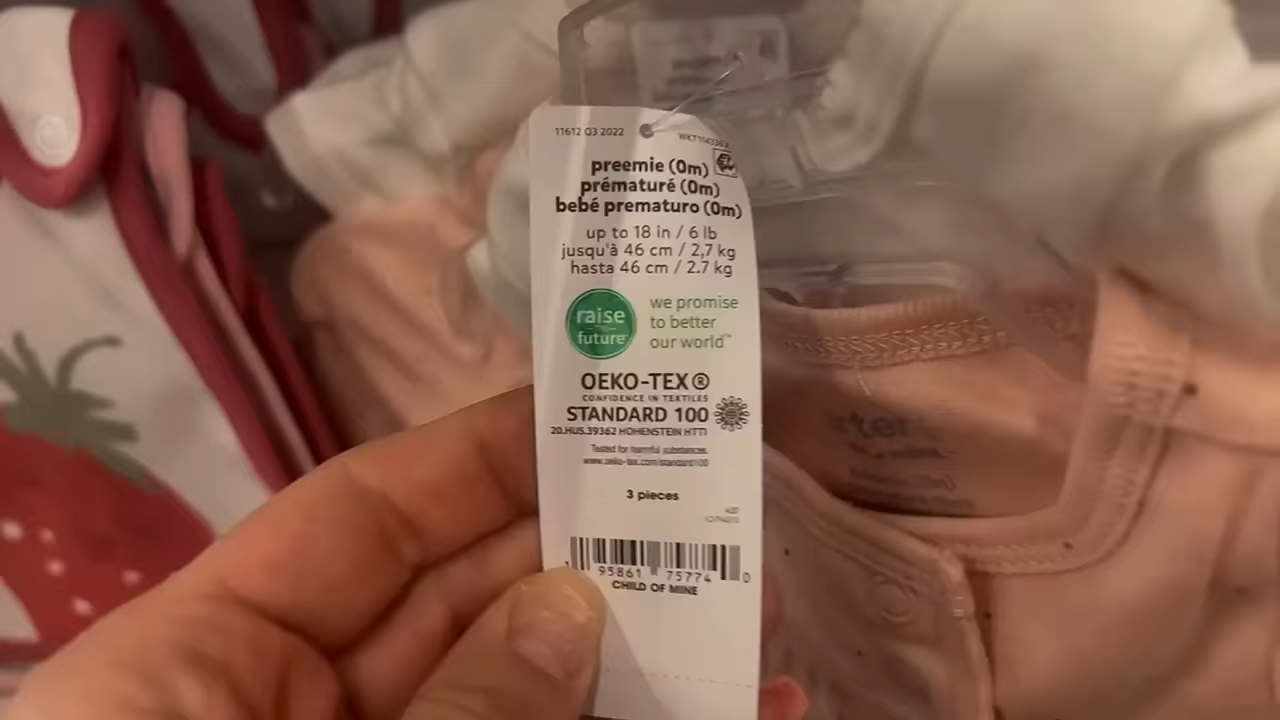 11612 Q3 2022
preemie (0m)
prématuré (0m)
bebé prematuro (0m)
up to 18 in / 6 lb
jusqu'à 46 cm / 2,7 kg
hasta 46 cm / 2.7 kg
raise
future
we promise
to better
our world™
OEKO-TEX®
CONFIDENCE IN TEXTILES
STANDARD 100
20.HUS.39362 HOHENSTEIN HTTI
Tested for harmful substances.
www.oeko-tex.com/standard100
3 pieces
95861 75774 0
CHILD OF MINE